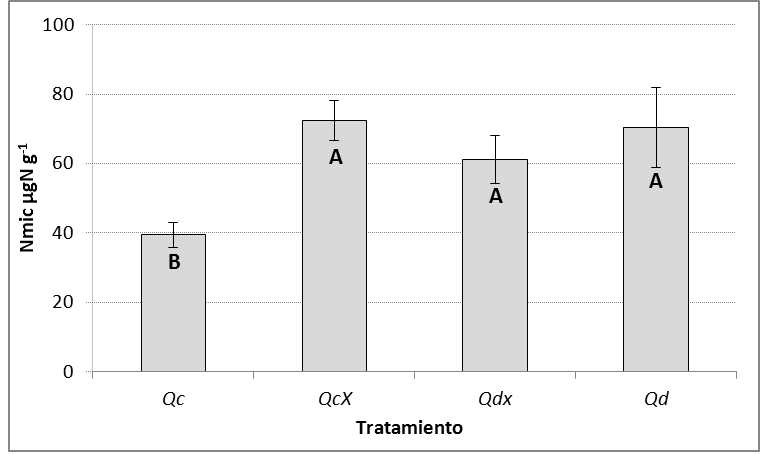 100
80
60
40
20
0
Nmic µgN g⁻¹
B
A
A
A
Qc
QcX
Qdx
Qd
Tratamiento